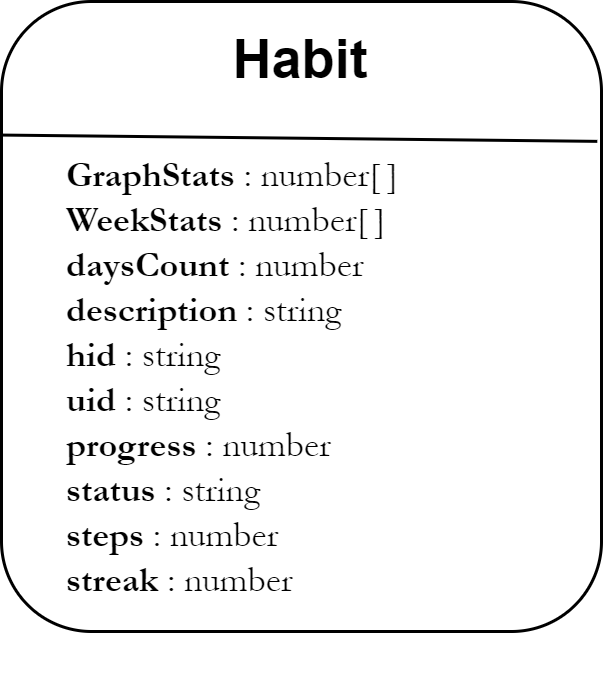 Habit
GraphStats : number[ ]
WeekStats : number[ ]
daysCount : number
description : string
hid : string
uid : string
progress : number
status : string
steps : number
streak : number